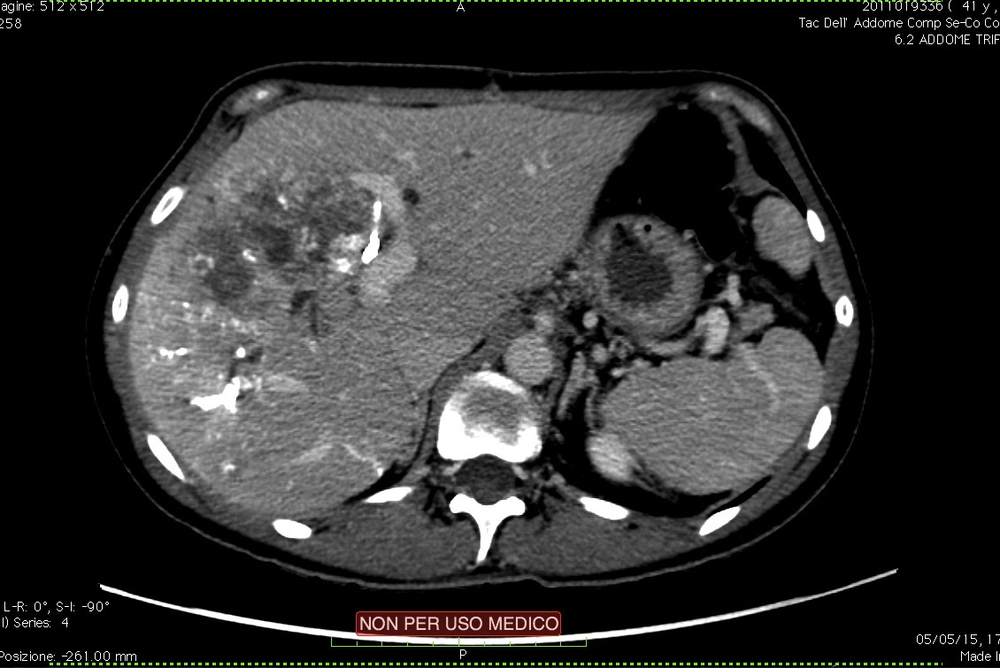 agine: 512 x 512
258
A
2011019336 ( 41 y ,
Tac Dell' Addome Comp Se-Co Co
6.2 ADDOME TRIF
L-R: 0°, S-I: -90°
I) Series: 4
Posizione: -261.00 mm
NON PER USO MEDICO
P
05/05/15, 17
Made In